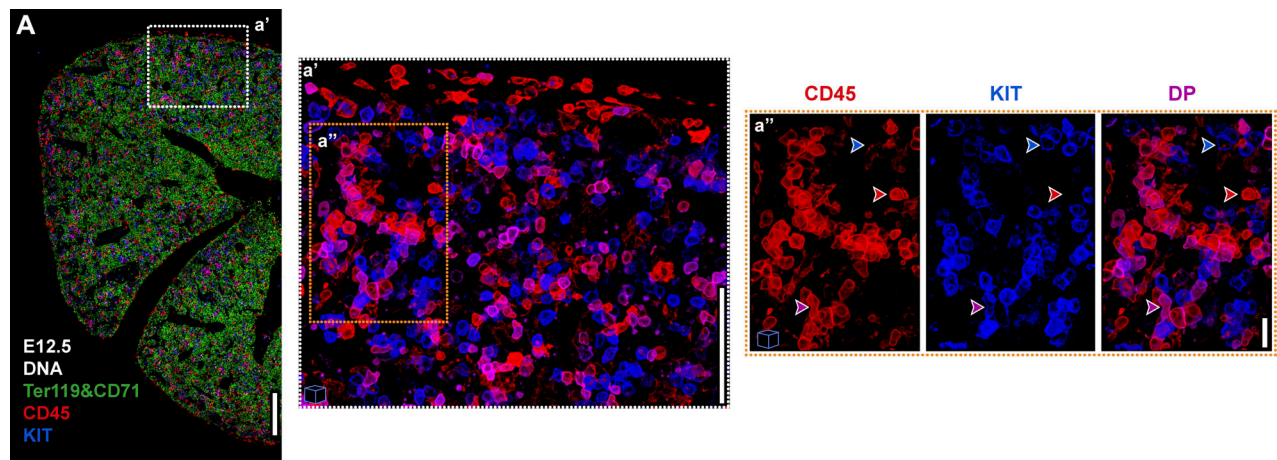 A
a'
E12.5
DNA
Ter119&CD71
CD45
KIT
a'
a''
CD45 KIT DP
a''